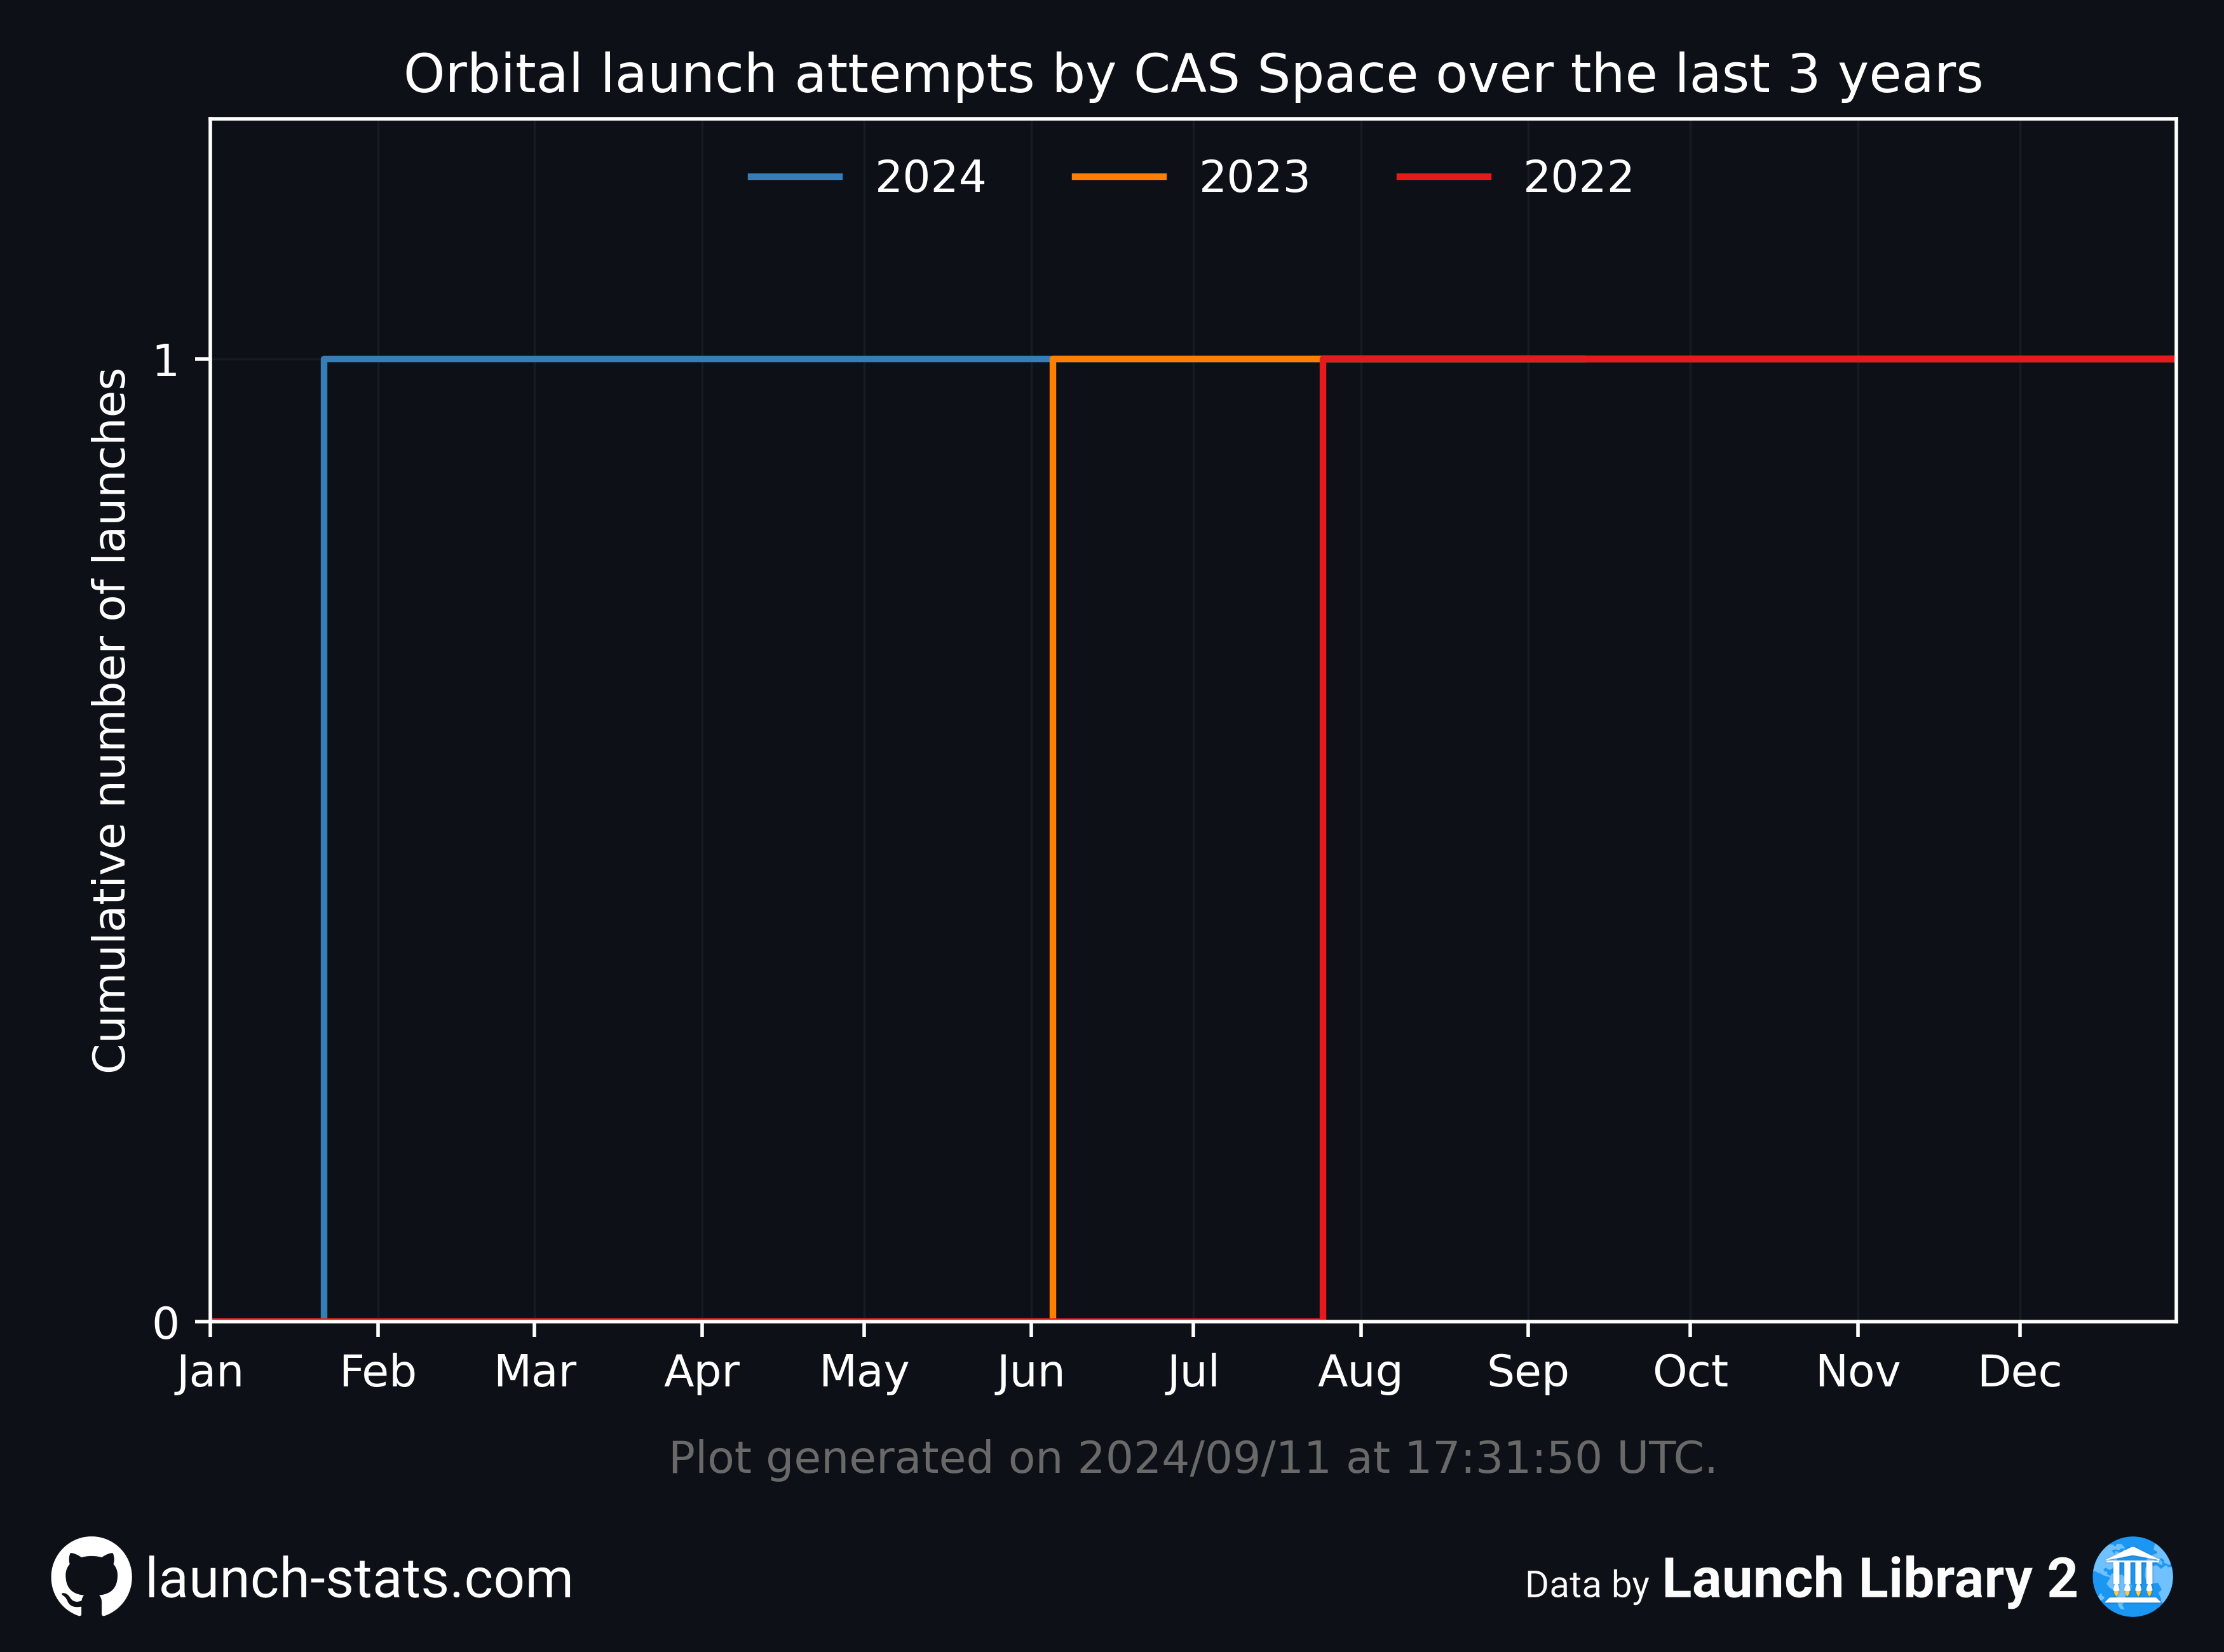 Orbital launch attempts by CAS Space over the last 3 years
2024 2023 2022
Cumulative number of launches
1
0
Jan Feb Mar Apr May Jun Jul Aug Sep Oct Nov Dec
Plot generated on 2024/09/11 at 17:31:50 UTC.
launch-stats.com
Data by Launch Library 2